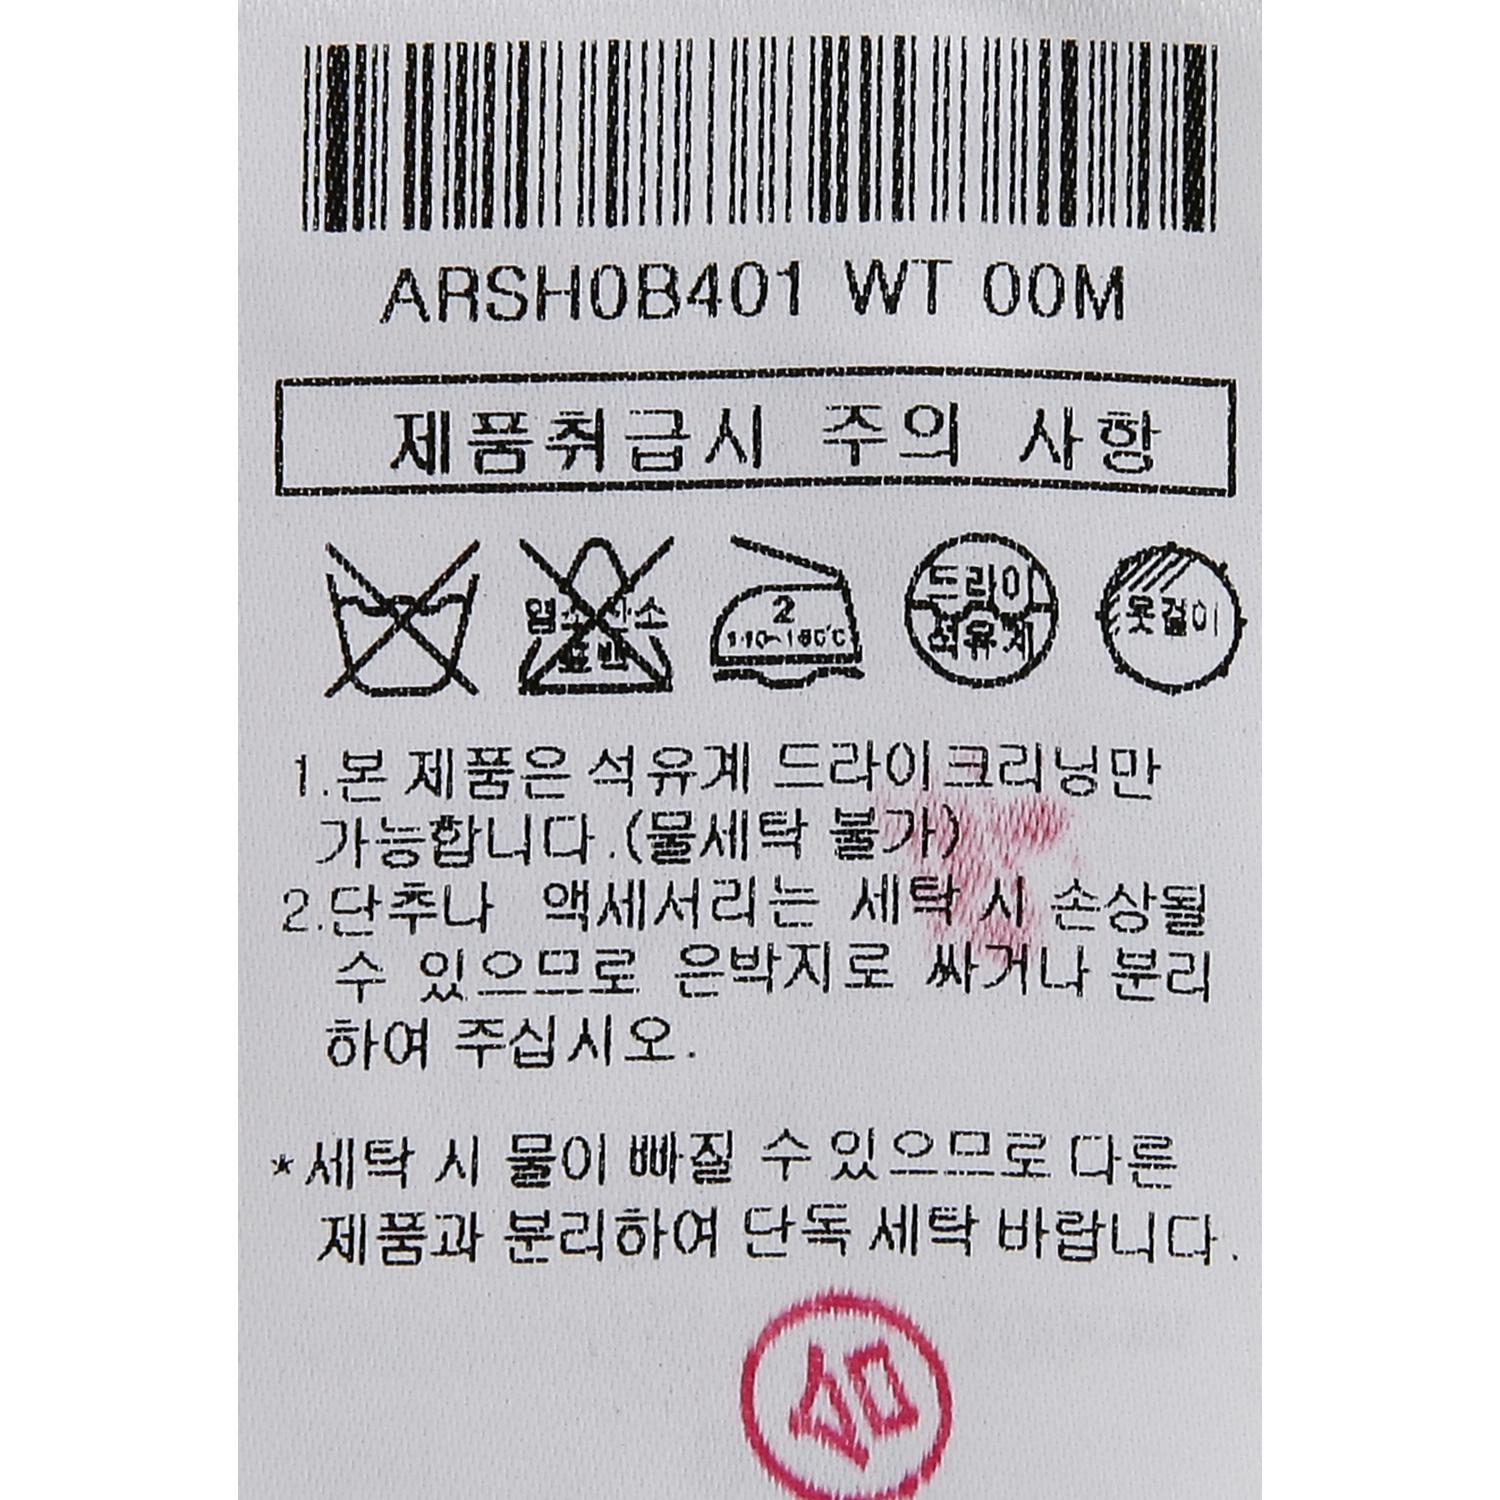 ARSH0B401 WT 00M
제품취급시 주의 사항
염소산소
표백
2
110~160℃
드라이
석유계
옷걸이
1.본 제품은 석유계 드라이크리닝만
가능합니다.(물세탁 불가)
2.단추나 액세서리는 세탁 시 손상될
수 있으므로 은박지로 싸거나 분리
하여 주십시오.
*세탁 시 물이 빠질 수 있으므로 다른
제품과 분리하여 단독 세탁 바랍니다.